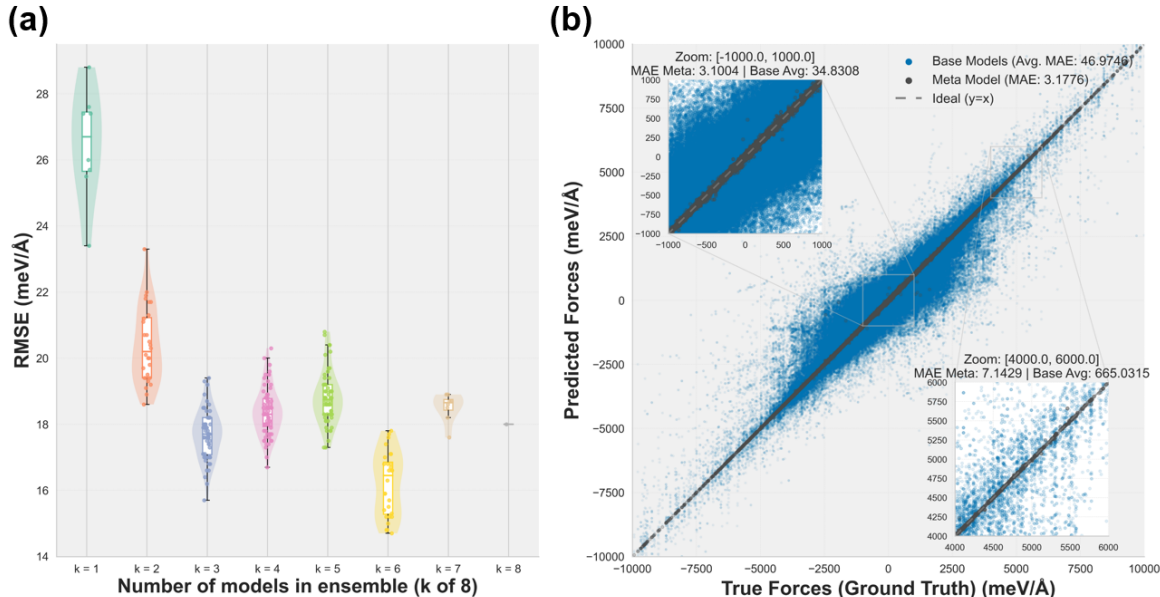 (a)
RMSE (meV/Å)
28
26
24
22
20
18
16
14
k = 1 k = 2 k = 3 k = 4 k = 5 k = 6 k = 7 k = 8
Number of models in ensemble (k of 8)
(b)
Predicted Forces (meV/Å)
10000
7500
5000
2500
0
−2500
−5000
−7500
−10000
−10000 −7500 −5000 −2500 0 2500 5000 7500 10000
True Forces (Ground Truth) (meV/Å)
Zoom: [-1000.0, 1000.0]
MAE Meta: 3.1004 | Base Avg: 34.8308
1000
750
500
250
0
−250
−500
−750
−1000
−1000 −500 0 500 1000
Base Models (Avg. MAE: 46.9746)
Meta Model (MAE: 3.1776)
Ideal (y=x)
Zoom: [4000.0, 6000.0]
MAE Meta: 7.1429 | Base Avg: 665.0315
6000
5750
5500
5250
5000
4750
4500
4250
4000
4000 4500 5000 5500 6000